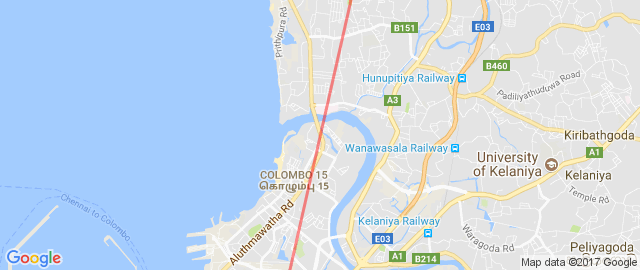 Prithipura Rd
B151
E03
B460
Hunupitiya Railway
Padiliyathuduwa Road
A3
Kiribathgoda
Wanawasala Railway
A1
University
of Kelaniya
Kelaniya
COLOMBO 15
கொழும்பு 15
Temple Rd
Chennai to Colombo
Aluthmawatha Rd
Kelaniya Railway
Waragoda Rd
E03
A1
Peliyagoda
B214
Google
Map data ©2017 Google